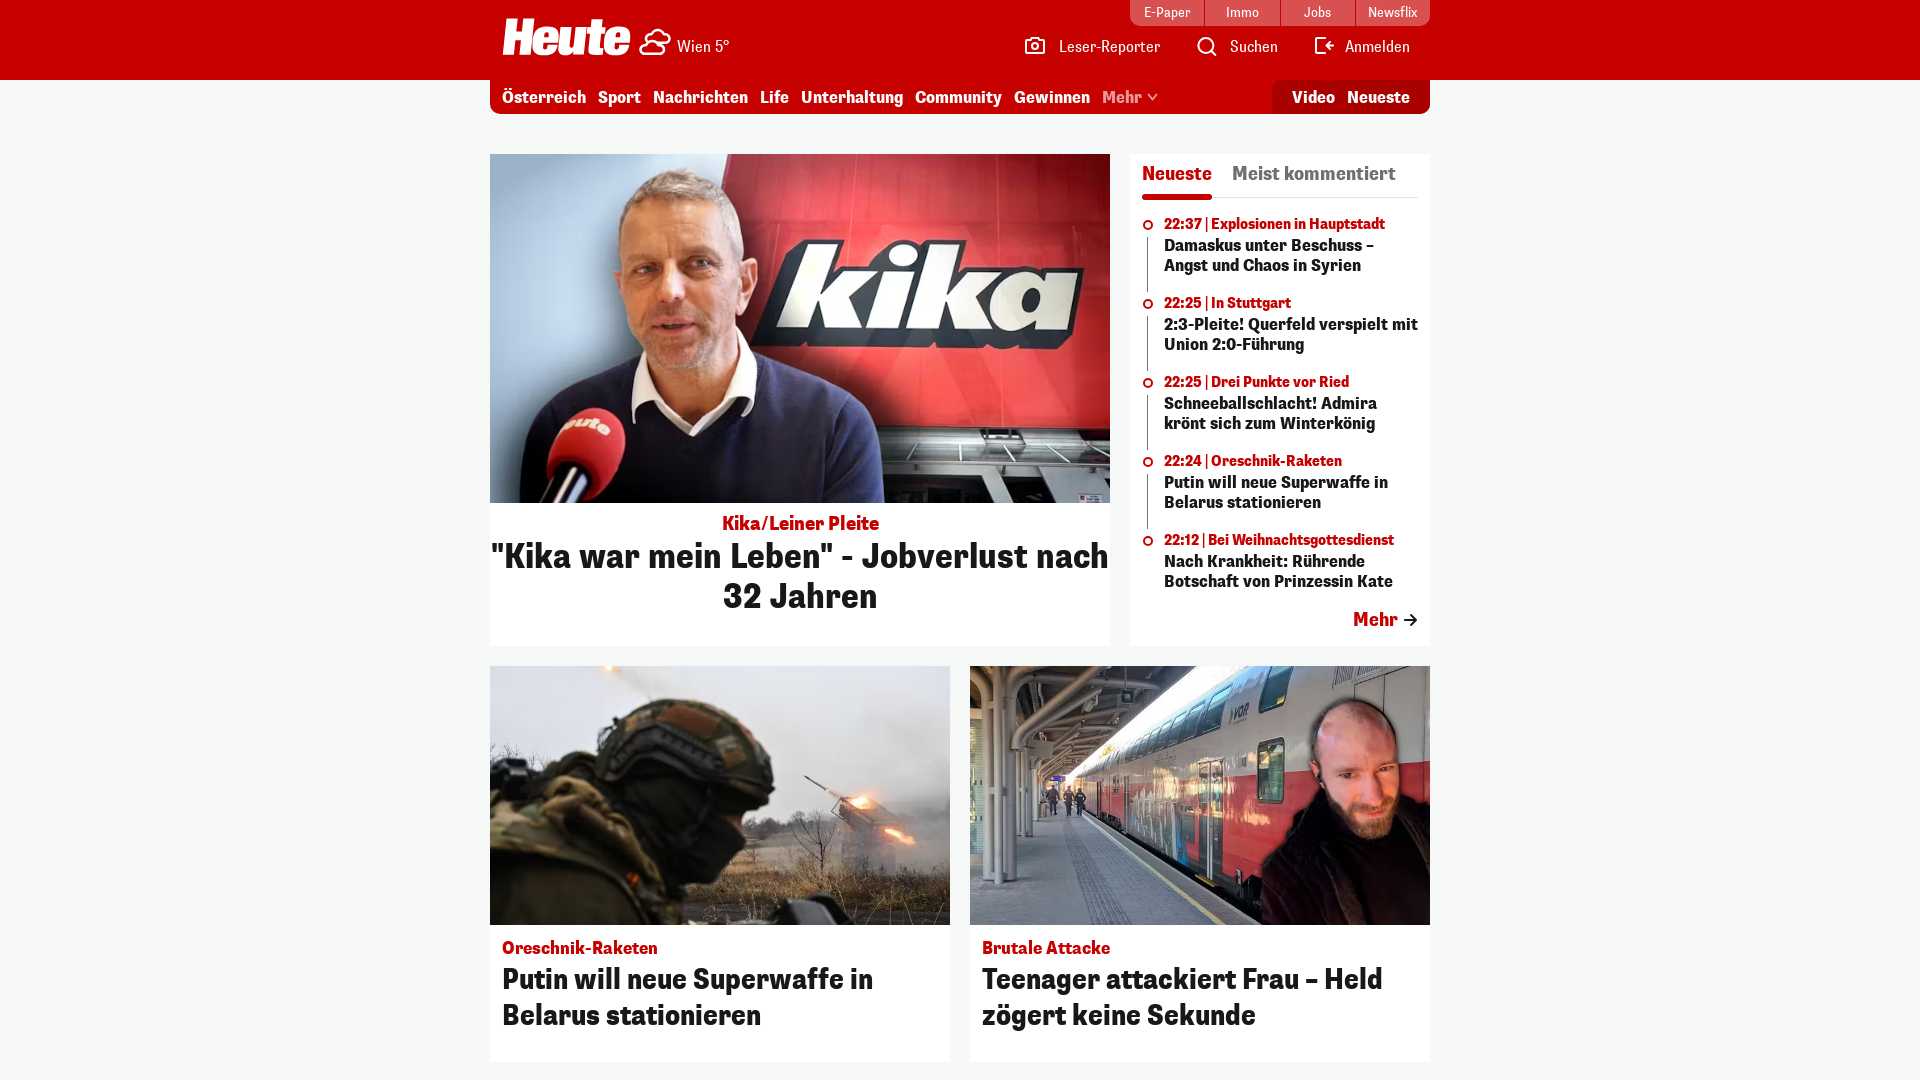 E-Paper
Immo
Jobs
Newsflix
Heute
Wien 5°
Leser-Reporter
Suchen
Anmelden
Österreich
Sport
Nachrichten
Life
Unterhaltung
Community
Gewinnen
Mehr
Video
Neueste
kika
Heute
Kika/Leiner Pleite
"Kika war mein Leben" - Jobverlust nach
32 Jahren
Neueste
Meist kommentiert
22:37 | Explosionen in Hauptstadt
Damaskus unter Beschuss –
Angst und Chaos in Syrien
22:25 | In Stuttgart
2:3-Pleite! Querfeld verspielt mit
Union 2:0-Führung
22:25 | Drei Punkte vor Ried
Schneeballschlacht! Admira
krönt sich zum Winterkönig
22:24 | Oreschnik-Raketen
Putin will neue Superwaffe in
Belarus stationieren
22:12 | Bei Weihnachtsgottesdienst
Nach Krankheit: Rührende
Botschaft von Prinzessin Kate
Mehr
Oreschnik-Raketen
Putin will neue Superwaffe in
Belarus stationieren
VOR
Brutale Attacke
Teenager attackiert Frau – Held
zögert keine Sekunde